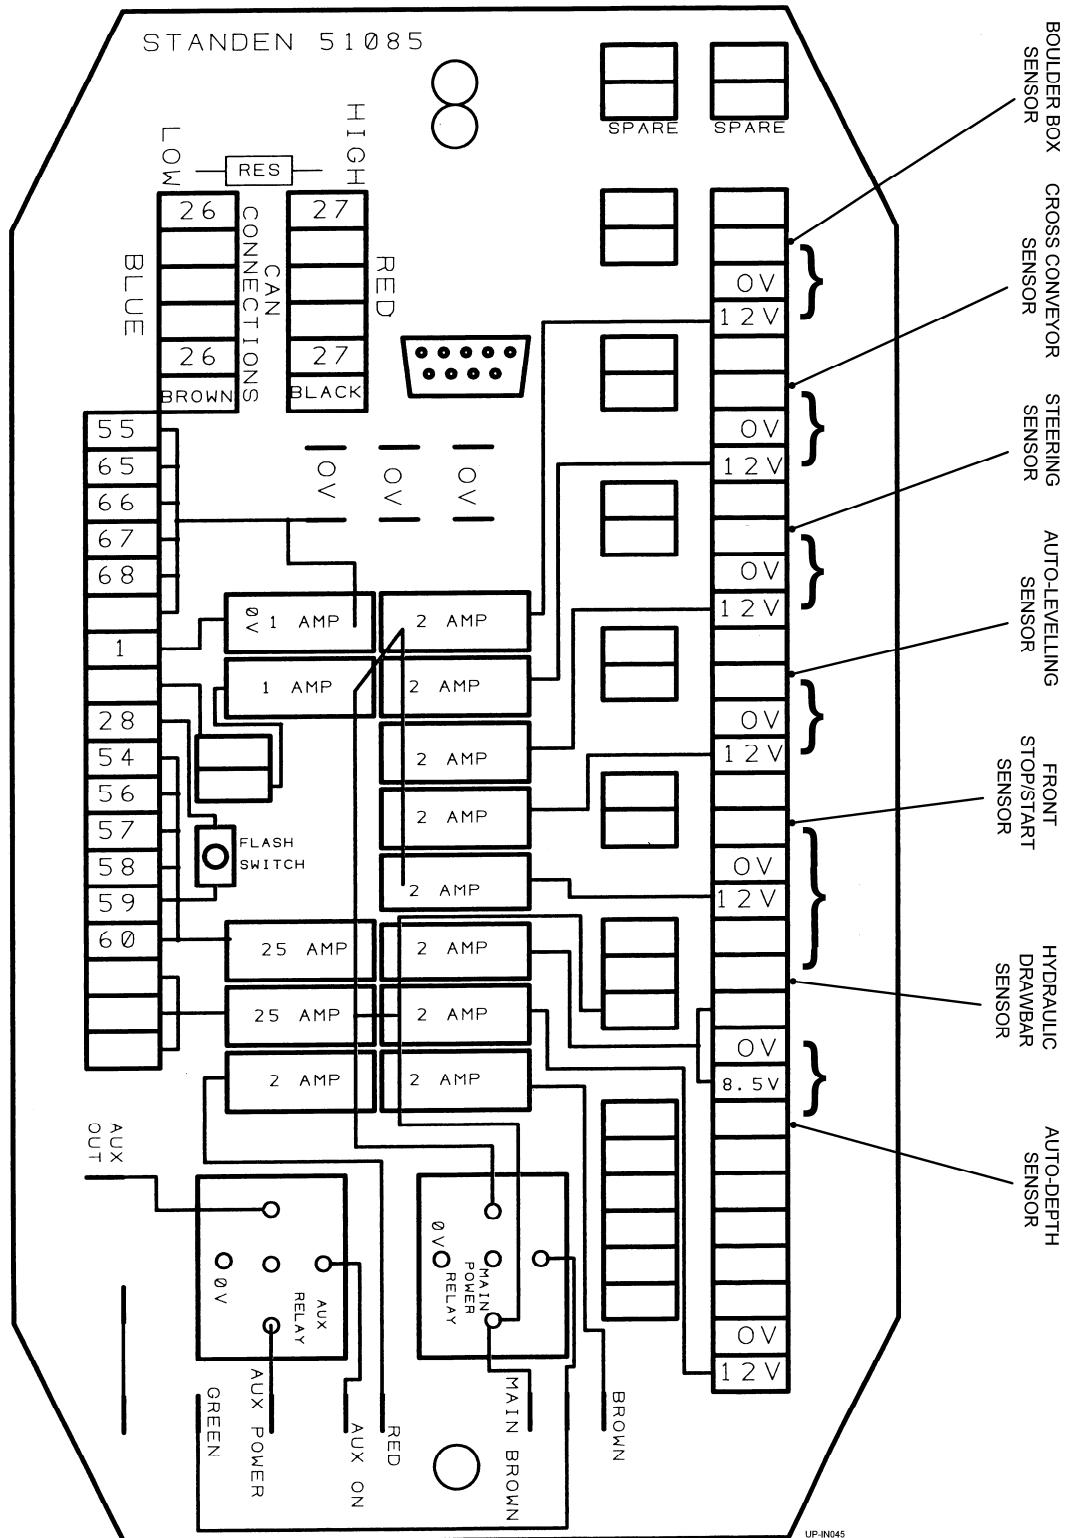 STANDEN 51085
SPARE
SPARE
BOULDER BOX
SENSOR
CROSS CONVEYOR
SENSOR
STEERING
SENSOR
AUTO-LEVELLING
SENSOR
FRONT
STOP/START
SENSOR
HYDRAULIC
DRAWBAR
SENSOR
AUTO-DEPTH
SENSOR
LOW
RES
HIGH
26
27
CAN
CONNECTIONS
BLUE
RED
26
27
BROWN
BLACK
0V
12V
0V
12V
0V
12V
0V
12V
0V
12V
0V
8.5V
0V
12V
55
65
66
67
68
1
28
54
56
57
58
59
60
0V
0V
0V
0V
1 AMP
2 AMP
1 AMP
2 AMP
2 AMP
2 AMP
2 AMP
FLASH
SWITCH
25 AMP
2 AMP
25 AMP
2 AMP
2 AMP
2 AMP
AUX
OUT
0V
AUX
RELAY
0V
MAIN
POWER
RELAY
GREEN
AUX POWER
AUX ON
RED
MAIN BROWN
BROWN
UP-IN045